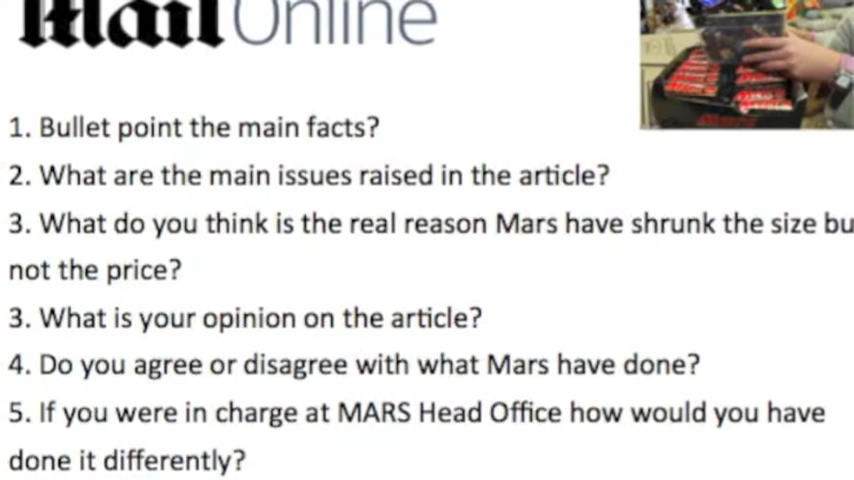 Mail Online
1. Bullet point the main facts?
2. What are the main issues raised in the article?
3. What do you think is the real reason Mars have shrunk the size bu
not the price?
3. What is your opinion on the article?
4. Do you agree or disagree with what Mars have done?
5. If you were in charge at MARS Head Office how would you have
done it differently?
Mars